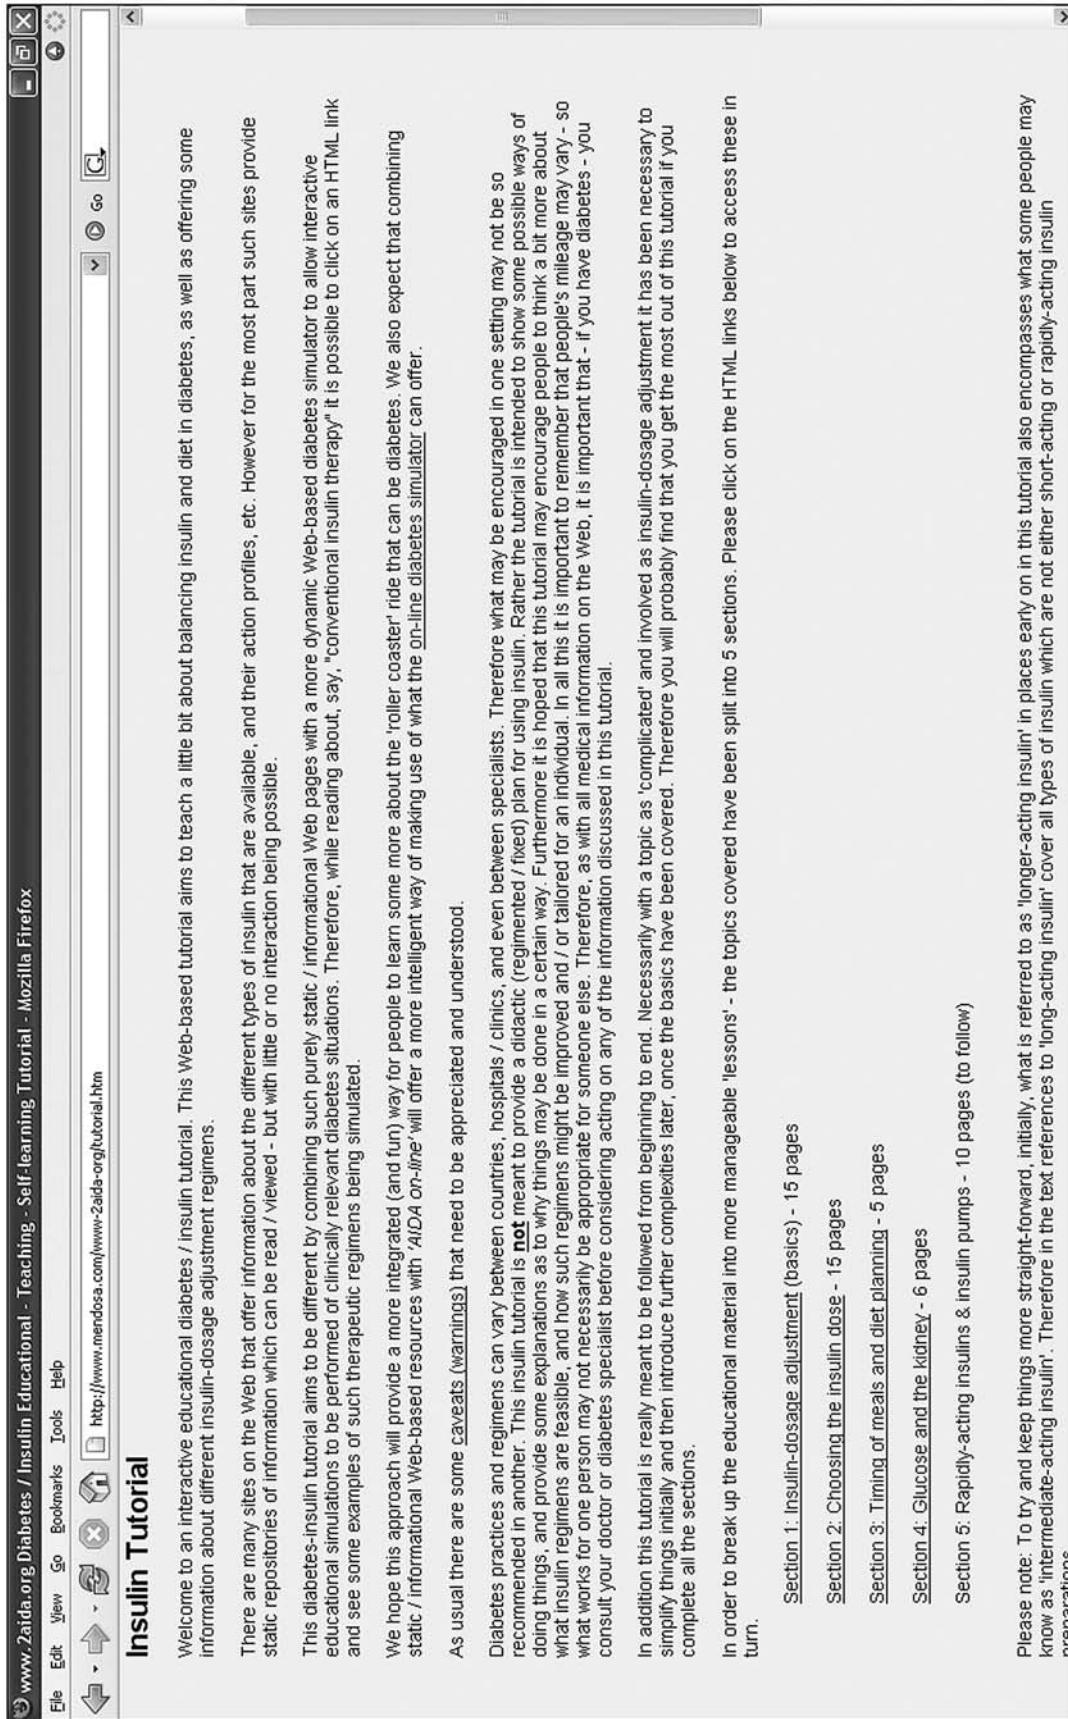 www.2aida.org Diabetes / Insulin Educational - Teaching - Self-learning Tutorial - Mozilla Firefox
File Edit View Go Bookmarks Tools Help
http://www.mendosa.com/www-2aida-org/tutorial.htm Go G
Insulin Tutorial
Welcome to an interactive educational diabetes / insulin tutorial. This Web-based tutorial aims to teach a little bit about balancing insulin and diet in diabetes, as well as offering some
information about different insulin-dosage adjustment regimens.
There are many sites on the Web that offer information about the different types of insulin that are available, and their action profiles, etc. However for the most part such sites provide
static repositories of information which can be read / viewed - but with little or no interaction being possible.
This diabetes-insulin tutorial aims to be different by combining such purely static / informational Web pages with a more dynamic Web-based diabetes simulator to allow interactive
educational simulations to be performed of clinically relevant diabetes situations. Therefore, while reading about, say, "conventional insulin therapy" it is possible to click on an HTML link
and see some examples of such therapeutic regimens being simulated.
We hope this approach will provide a more integrated (and fun) way for people to learn some more about the 'roller coaster' ride that can be diabetes. We also expect that combining
static / informational Web-based resources with 'AIDA on-line' will offer a more intelligent way of making use of what the on-line diabetes simulator can offer.
As usual there are some caveats (warnings) that need to be appreciated and understood.
Diabetes practices and regimens can vary between countries, hospitals / clinics, and even between specialists. Therefore what may be encouraged in one setting may not be so
recommended in another. This insulin tutorial is not meant to provide a didactic (regimented / fixed) plan for using insulin. Rather the tutorial is intended to show some possible ways of
doing things, and provide some explanations as to why things may be done in a certain way. Furthermore it is hoped that this tutorial may encourage people to think a bit more about
what insulin regimens are feasible, and how such regimens might be improved and / or tailored for an individual. In all this it is important to remember that people's mileage may vary - so
what works for one person may not necessarily be appropriate for someone else. Therefore, as with all medical information on the Web, it is important that - if you have diabetes - you
consult your doctor or diabetes specialist before considering acting on any of the information discussed in this tutorial.
In addition this tutorial is really meant to be followed from beginning to end. Necessarily with a topic as 'complicated' and involved as insulin-dosage adjustment it has been necessary to
simplify things initially and then introduce further complexities later, once the basics have been covered. Therefore you will probably find that you get the most out of this tutorial if you
complete all the sections.
In order to break up the educational material into more manageable 'lessons' - the topics covered have been split into 5 sections. Please click on the HTML links below to access these in
turn.
Section 1: Insulin-dosage adjustment (basics) - 15 pages
Section 2: Choosing the insulin dose - 15 pages
Section 3: Timing of meals and diet planning - 5 pages
Section 4: Glucose and the kidney - 6 pages
Section 5: Rapidly-acting insulins & insulin pumps - 10 pages (to follow)
Please note: To try and keep things more straight-forward, initially, what is referred to as 'longer-acting insulin' in places early on in this tutorial also encompasses what some people may
know as 'intermediate-acting insulin'. Therefore in the text references to 'long-acting insulin' cover all types of insulin which are not either short-acting or rapidly-acting insulin
preparations